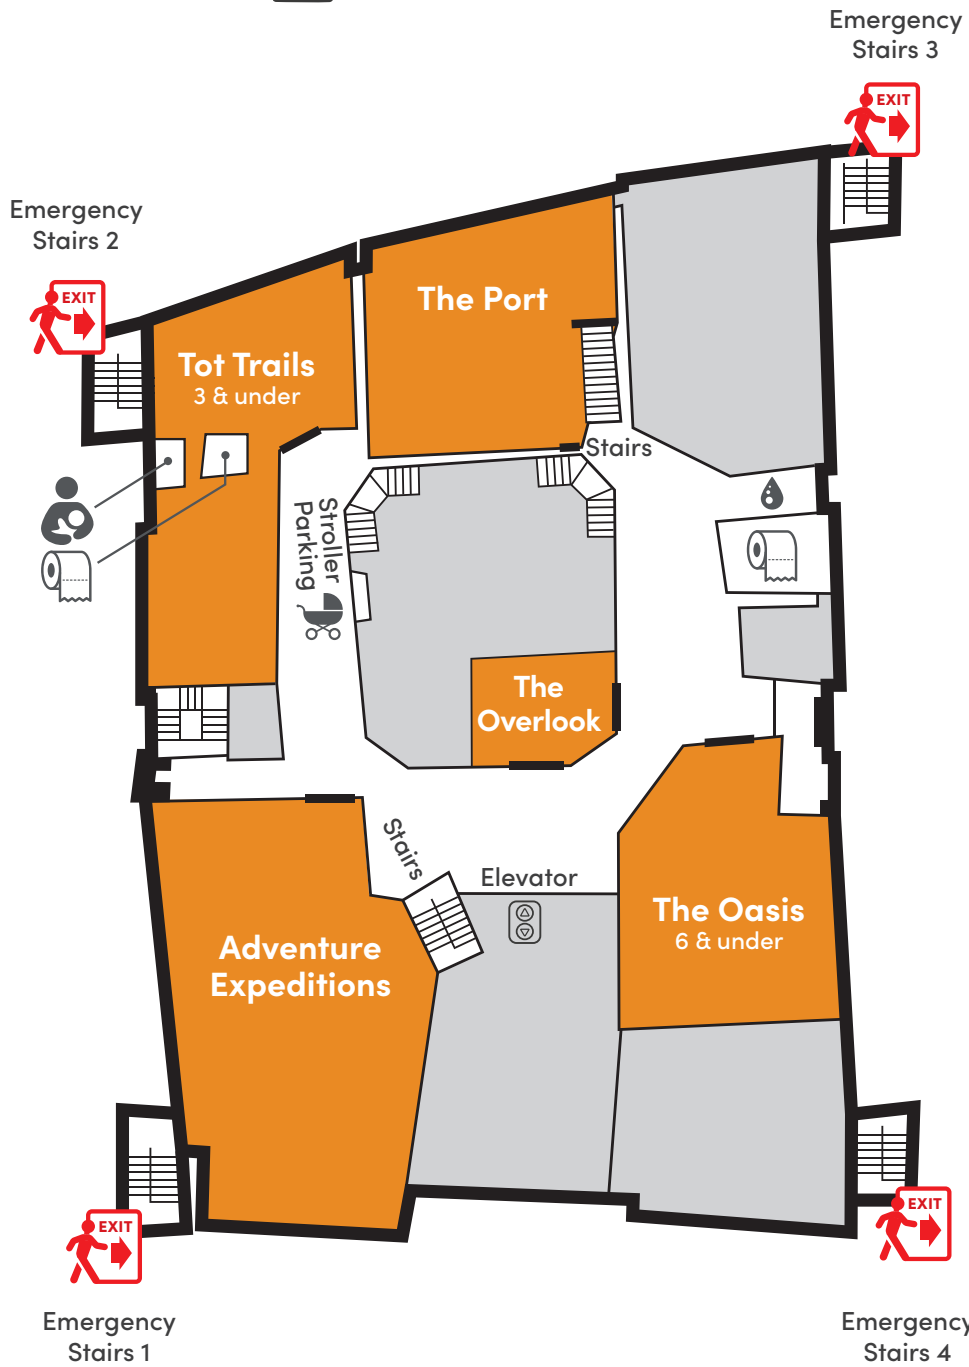 Emergency
Stairs 3
EXIT
Emergency
Stairs 2
EXIT
The Port
Tot Trails
3 & under
Stairs
Stroller
Parking
The
Overlook
Stairs
Elevator
The Oasis
6 & under
Adventure
Expeditions
EXIT
EXIT
Emergency
Stairs 1
Emergency
Stairs 4